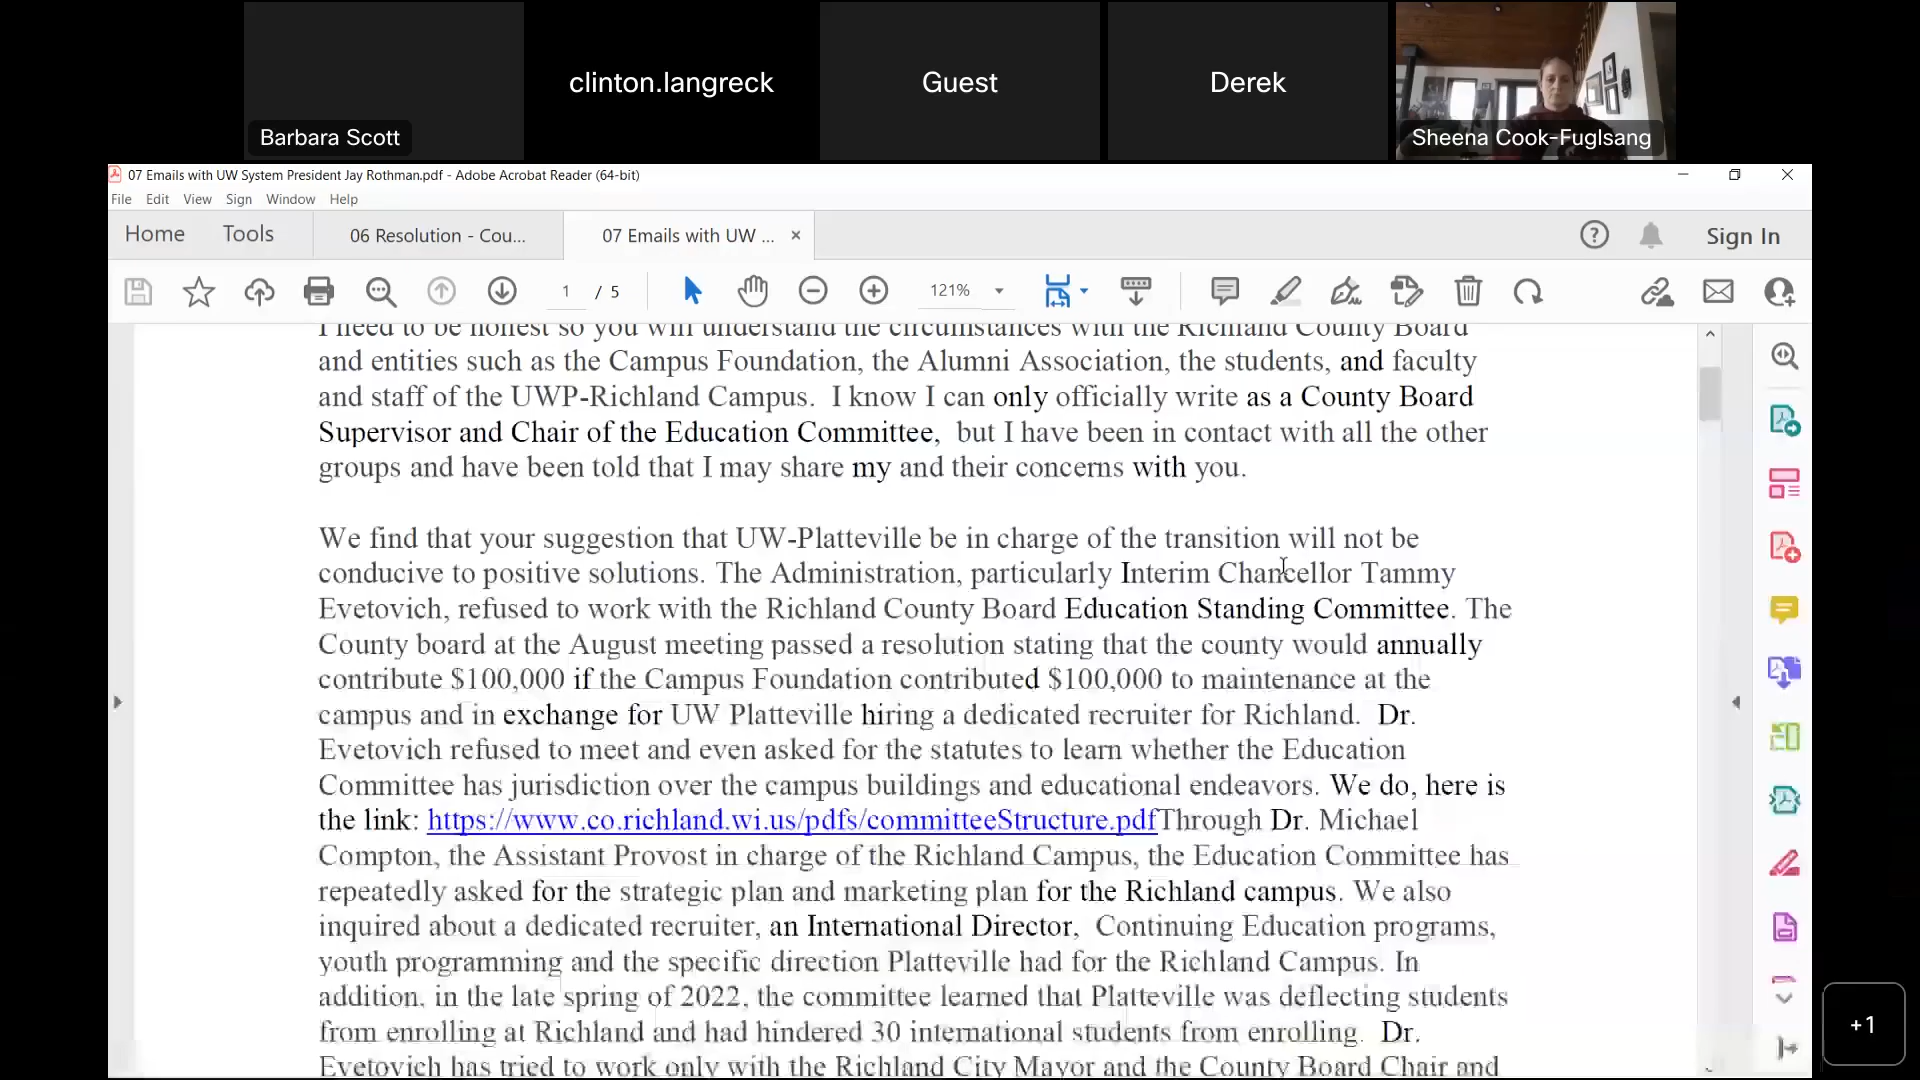 clinton.langreck
Guest
Derek
Barbara Scott
Sheena Cook-Fuglsang
07 Emails with UW System President Jay Rothman.pdf - Adobe Acrobat Reader (64-bit)
File Edit View Sign Window Help
Home Tools 06 Resolution - Cou... 07 Emails with UW ... × Sign In
1 / 5 121%
I need to be honest so you will understand the circumstances with the Richland County Board
and entities such as the Campus Foundation, the Alumni Association, the students, and faculty
and staff of the UWP-Richland Campus. I know I can only officially write as a County Board
Supervisor and Chair of the Education Committee, but I have been in contact with all the other
groups and have been told that I may share my and their concerns with you.
We find that your suggestion that UW-Platteville be in charge of the transition will not be
conducive to positive solutions. The Administration, particularly Interim Chancellor Tammy
Evetovich, refused to work with the Richland County Board Education Standing Committee. The
County board at the August meeting passed a resolution stating that the county would annually
contribute $100,000 if the Campus Foundation contributed $100,000 to maintenance at the
campus and in exchange for UW Platteville hiring a dedicated recruiter for Richland. Dr.
Evetovich refused to meet and even asked for the statutes to learn whether the Education
Committee has jurisdiction over the campus buildings and educational endeavors. We do, here is
the link: https://www.co.richland.wi.us/pdfs/committeeStructure.pdfThrough Dr. Michael
Compton, the Assistant Provost in charge of the Richland Campus, the Education Committee has
repeatedly asked for the strategic plan and marketing plan for the Richland campus. We also
inquired about a dedicated recruiter, an International Director, Continuing Education programs,
youth programming and the specific direction Platteville had for the Richland Campus. In
addition, in the late spring of 2022, the committee learned that Platteville was deflecting students
from enrolling at Richland and had hindered 30 international students from enrolling. Dr.
Evetovich has tried to work only with the Richland City Mayor and the County Board Chair and
+1